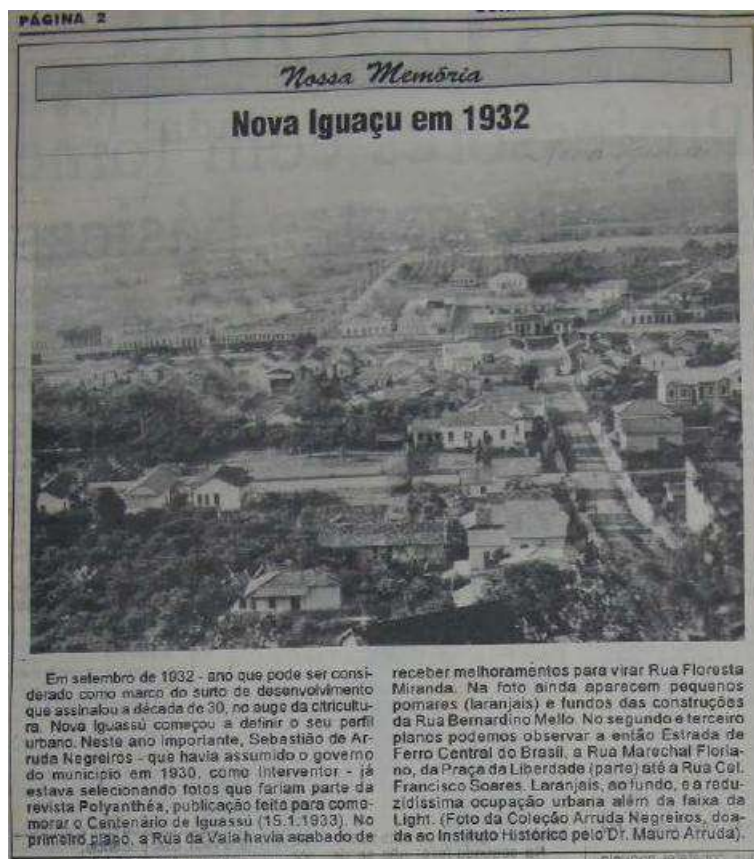 PÁGINA 2
Nossa Memória
Nova Iguaçu em 1932
Em setembro de 1932 - ano que pode ser consi-
derado como marco do surto de desenvolvimento
que assinalou a década de 30, no auge da citricultu-
ra, Nova Iguassú começou a definir o seu perfil
urbano. Neste ano importante, Sebastião de Ar-
ruda Negreiros - que havia assumido o governo
do município em 1930, como interventor - já
estava selecionando fotos que fariam parte da
revista Polyanthéa, publicação feita para come-
morar o Centenário de Iguassú (15.1.1933). No
primeiro plano, a Rua da Vala havia acabado de
receber melhoramentos para virar Rua Floresta
Miranda. Na foto ainda aparecem pequenos
pomares (laranjais) e fundos das construções
da Rua Bernardino Mello. No segundo e terceiro
planos podemos observar a então Estrada de
Ferro Central do Brasil, a Rua Marechal Floria-
no, da Praça da Liberdade (parte) até a Rua Cel.
Francisco Soares. Laranjais, ao fundo, e a redu-
zidíssima ocupação urbana além da faixa da
Light. (Foto da Coleção Arruda Negreiros, doa-
da ao Instituto Histórico pelo Dr. Mauro Arruda).